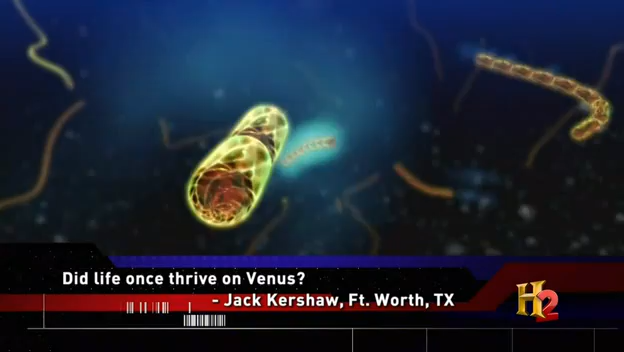 Did life once thrive on Venus?
- Jack Kershaw, Ft. Worth, TX
H2